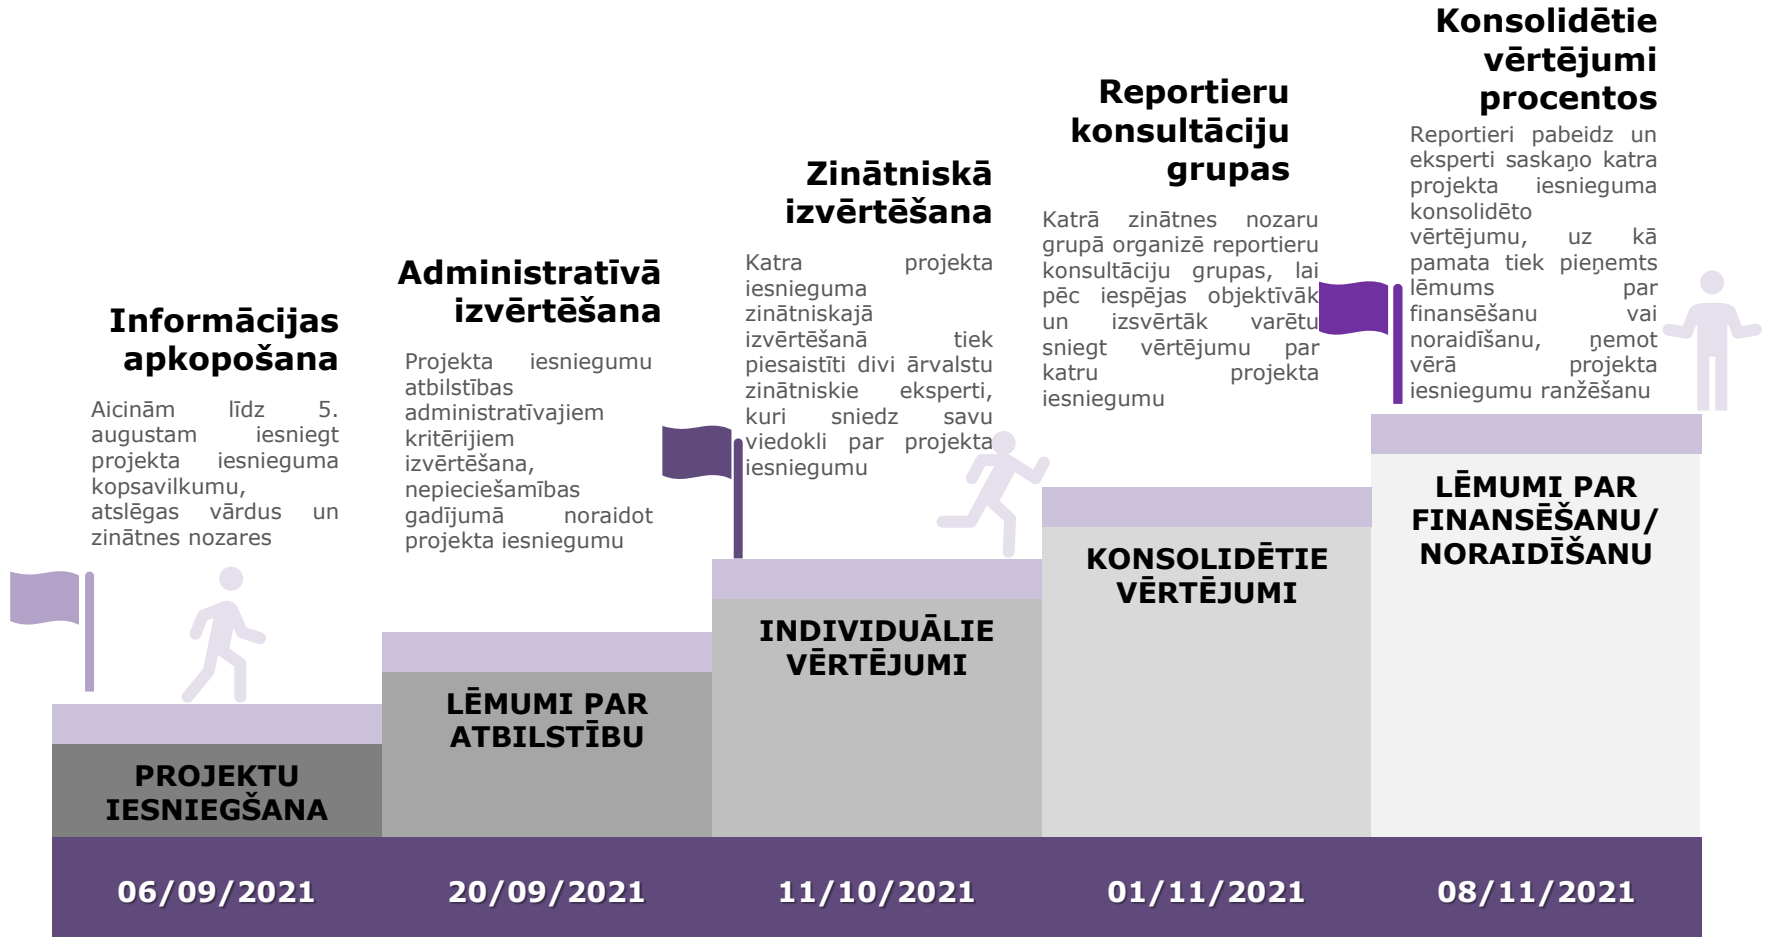 Informācijas
apkopošana
Aicinām līdz 5.
augustam iesniegt
projekta iesnieguma
kopsavilkumu,
atslēgas vārdus un
zinātnes nozares
PROJEKTU
IESNIEGŠANA
06/09/2021
Administratīvā
izvērtēšana
Projekta iesniegumu
atbilstības
administratīvajiem
kritērijiem
izvērtēšana,
nepieciešamības
gadījumā noraidot
projekta iesniegumu
LĒMUMI PAR
ATBILSTĪBU
20/09/2021
Zinātniskā
izvērtēšana
Katra projekta
iesnieguma
zinātniskajā
izvērtēšanā tiek
piesaistīti divi ārvalstu
zinātniskie eksperti,
kuri sniedz savu
viedokli par projekta
iesniegumu
INDIVIDUĀLIE
VĒRTĒJUMI
11/10/2021
Reportieru
konsultāciju
grupas
Katrā zinātnes nozaru
grupā organizē reportieru
konsultāciju grupas, lai
pēc iespējas objektīvāk
un izsvērtāk varētu
sniegt vērtējumu par
katru projekta
iesniegumu
KONSOLIDĒTIE
VĒRTĒJUMI
01/11/2021
Konsolidētie
vērtējumi
procentos
Reportieri pabeidz un
eksperti saskaņo katra
projekta iesnieguma
konsolidēto
vērtējumu, uz kā
pamata tiek pieņemts
lēmums par
finansēšanu vai
noraidīšanu, ņemot
vērā projekta
iesniegumu ranžēšanu
LĒMUMI PAR
FINANSĒŠANU/
NORAIDĪŠANU
08/11/2021